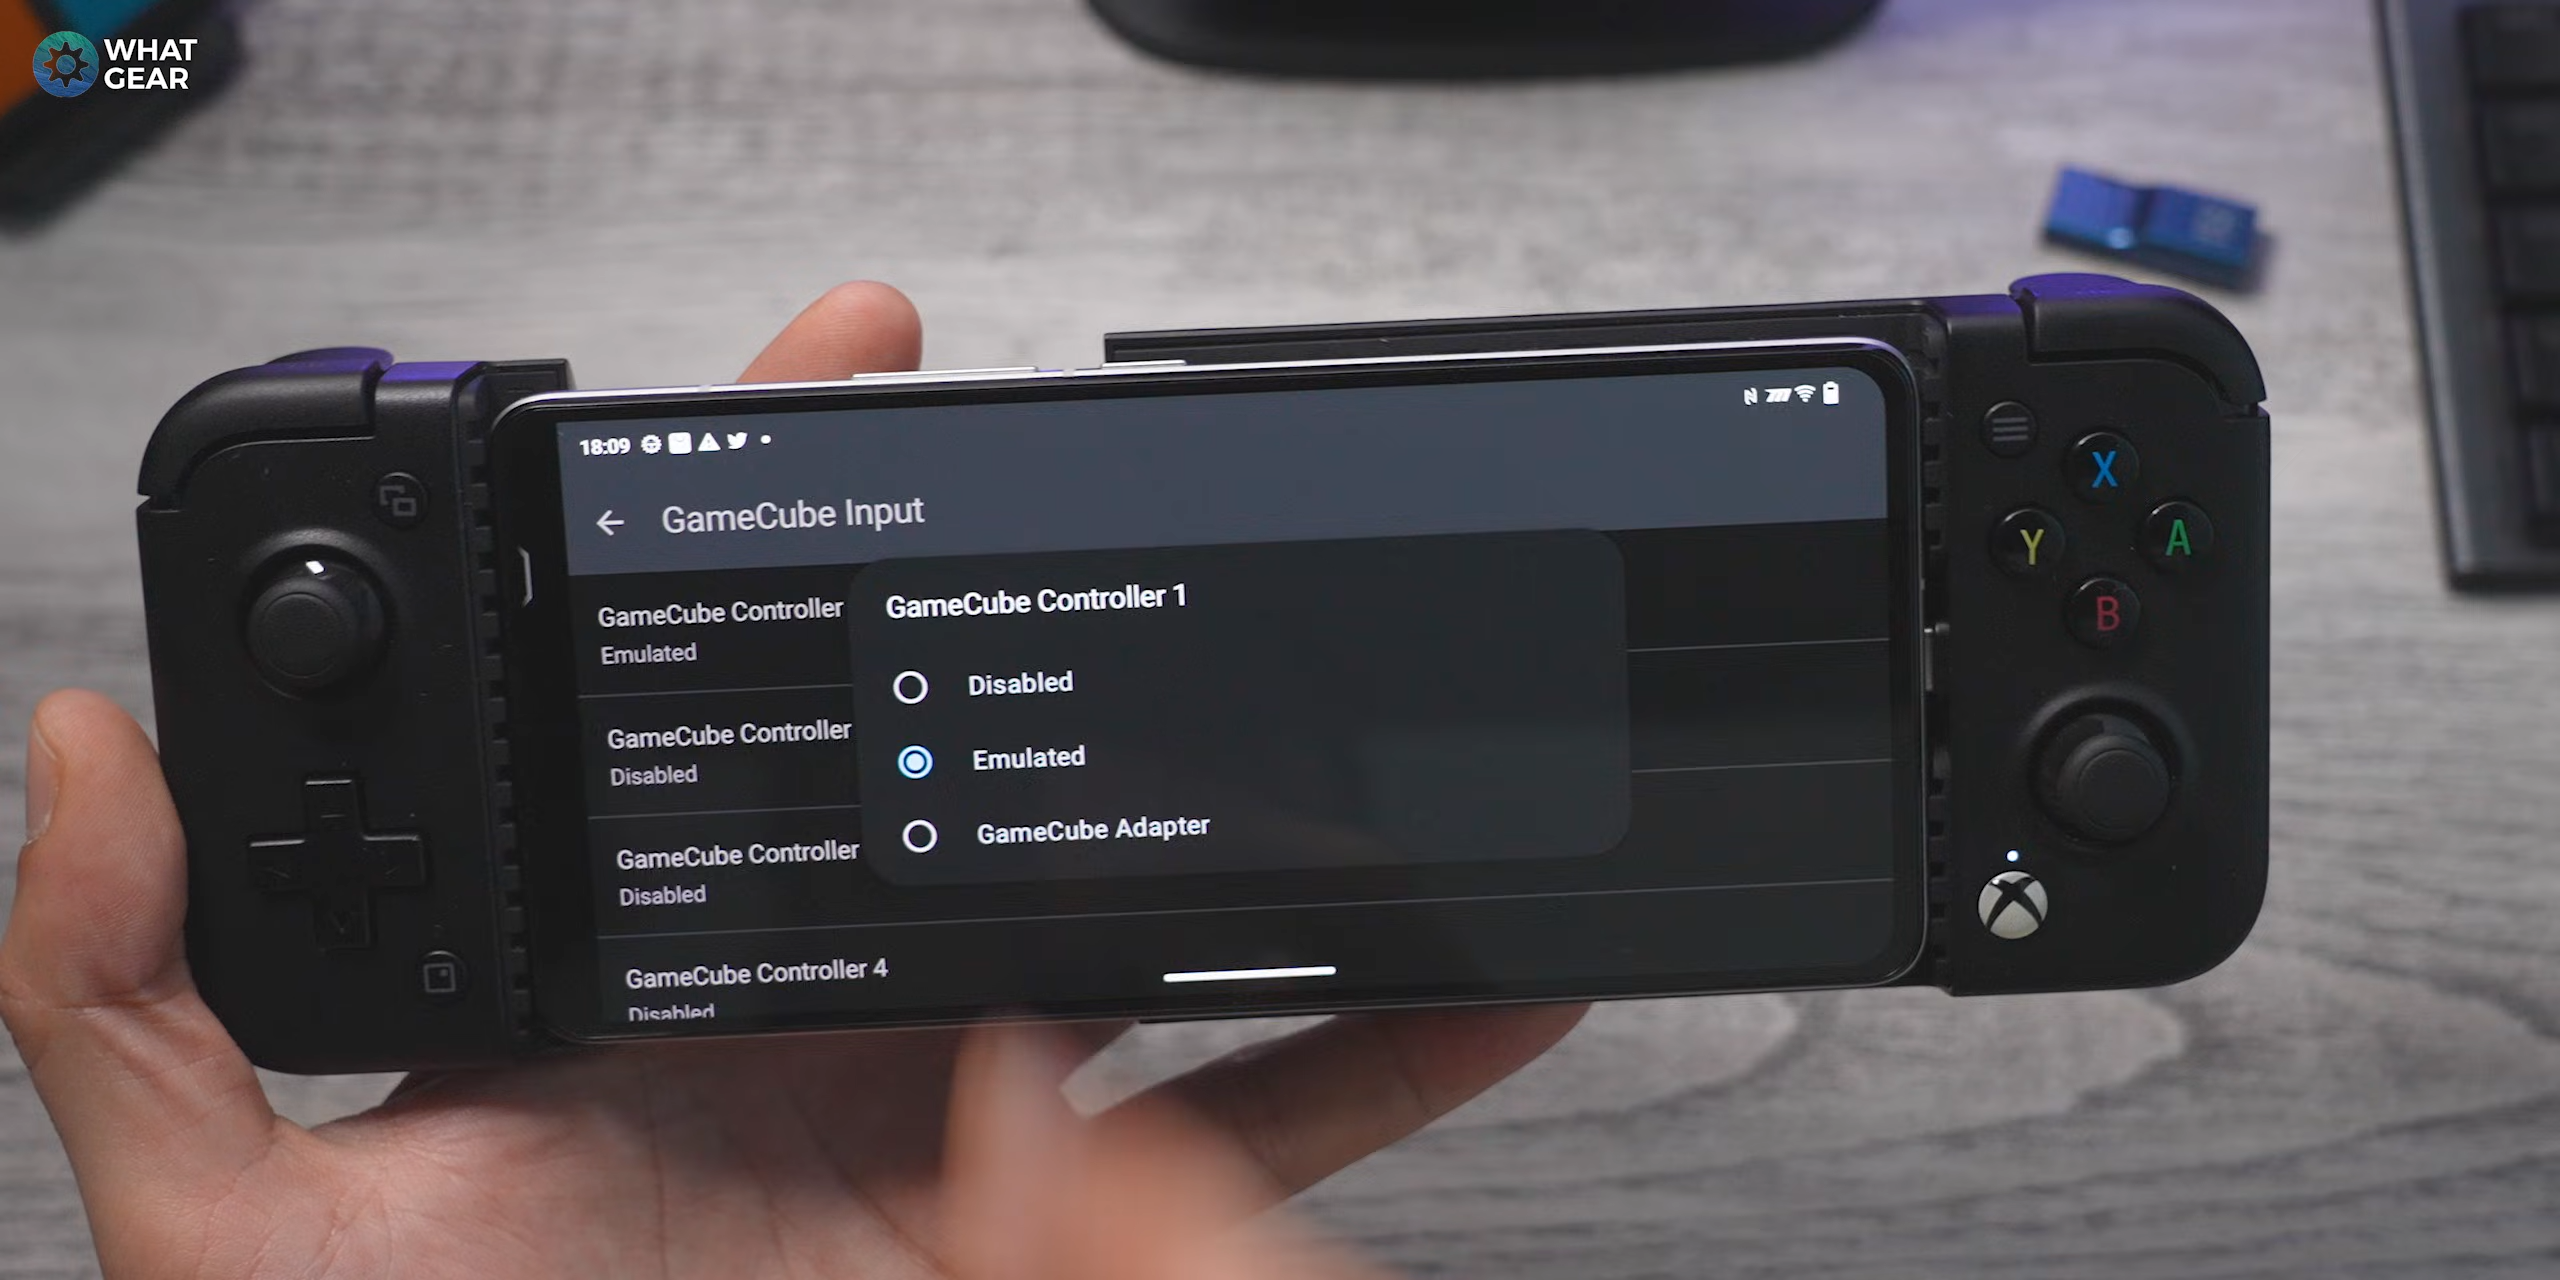 WHAT
GEAR
18:09
GameCube Input
GameCube Controller
Emulated
GameCube Controller
Disabled
GameCube Controller
Disabled
GameCube Controller 4
Disabled
GameCube Controller 1
Disabled
Emulated
GameCube Adapter
X
Y
A
B